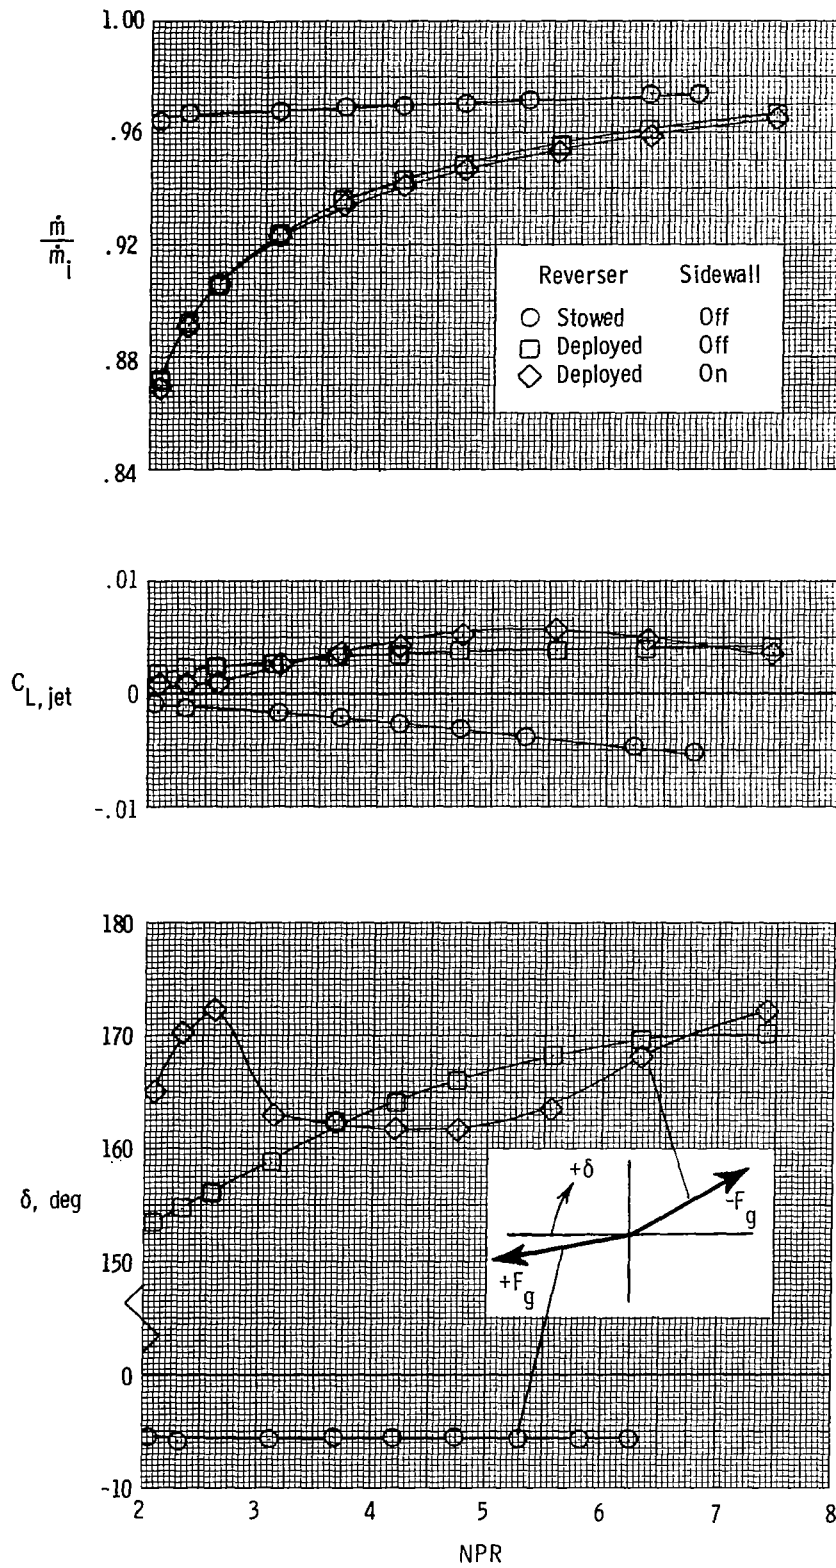 1.00
.96
.92
.88
.84
ṁ
ṁi
Reverser Sidewall
Stowed Off
Deployed Off
Deployed On
.01
0
-.01
CL, jet
180
170
160
150
0
-10
δ, deg
+δ
-Fg
+Fg
2 3 4 5 6 7 8
NPR